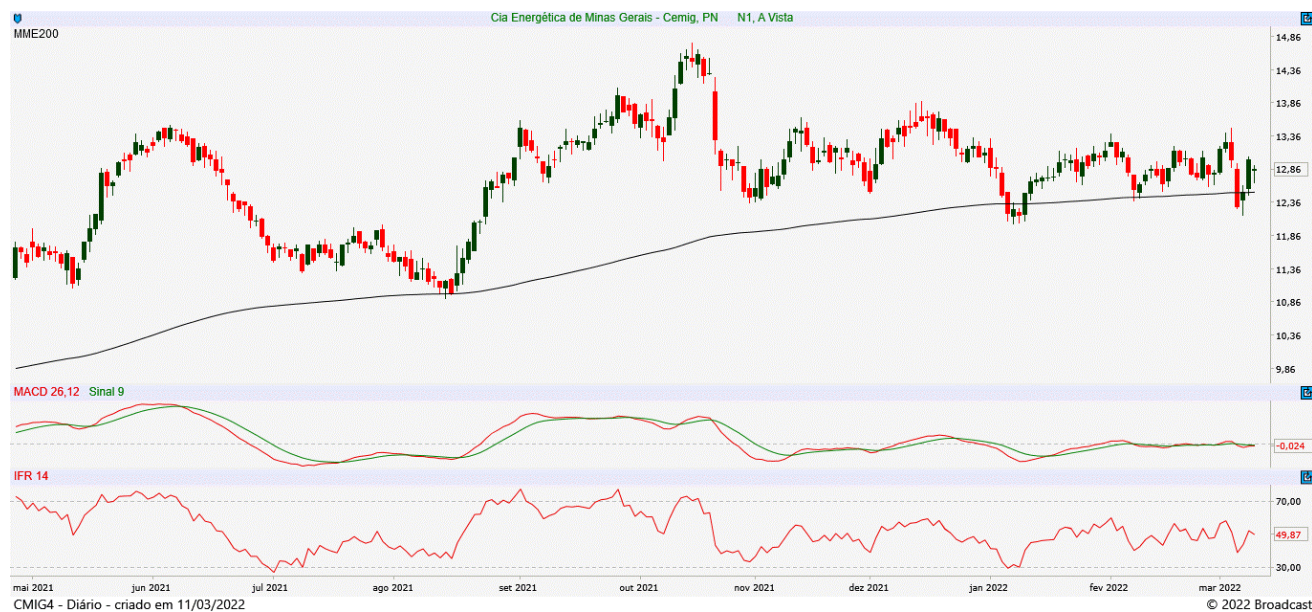 Cia Energética de Minas Gerais - Cemig, PN N1, A Vista
MME200
14,86
14,36
13,86
13,36
12,86
12,36
11,86
11,36
10,86
10,36
9,86
MACD 26,12 Sinal 9
-0,024
IFR 14
70,00
49,87
30,00
mai 2021 jun 2021 jul 2021 ago 2021 set 2021 out 2021 nov 2021 dez 2021 jan 2022 fev 2022 mar 2022
CMIG4 - Diário - criado em 11/03/2022 © 2022 Broadcast